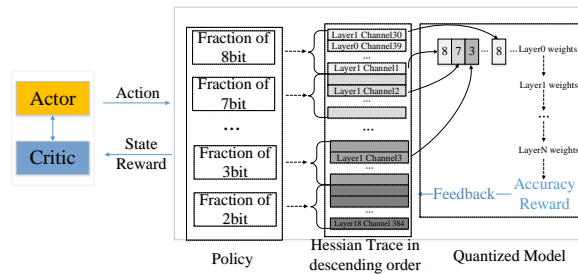 Actor
Critic
Action
State
Reward
Fraction of
8bit
Fraction of
7bit
...
Fraction of
3bit
Fraction of
2bit
Policy
Layer1 Channel30
Layer0 Channel39
...
Layer1 Channel1
Layer1 Channel2
...
Layer1 Channel3
...
...
Layer18 Channel 384
Hessian Trace in
descending order
8 7 3 ... 8 ...
Layer0 weights
Layer1 weights
...
LayerN weights
Feedback
Accuracy
Reward
Quantized Model